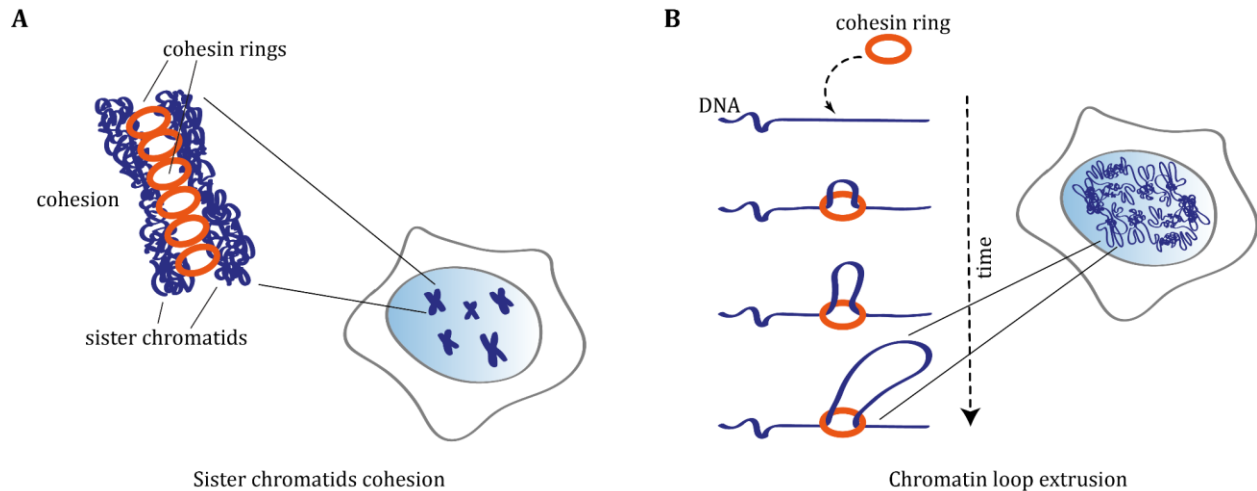 A
cohesin rings
cohesion
sister chromatids
Sister chromatids cohesion
B
cohesin ring
DNA
time
Chromatin loop extrusion